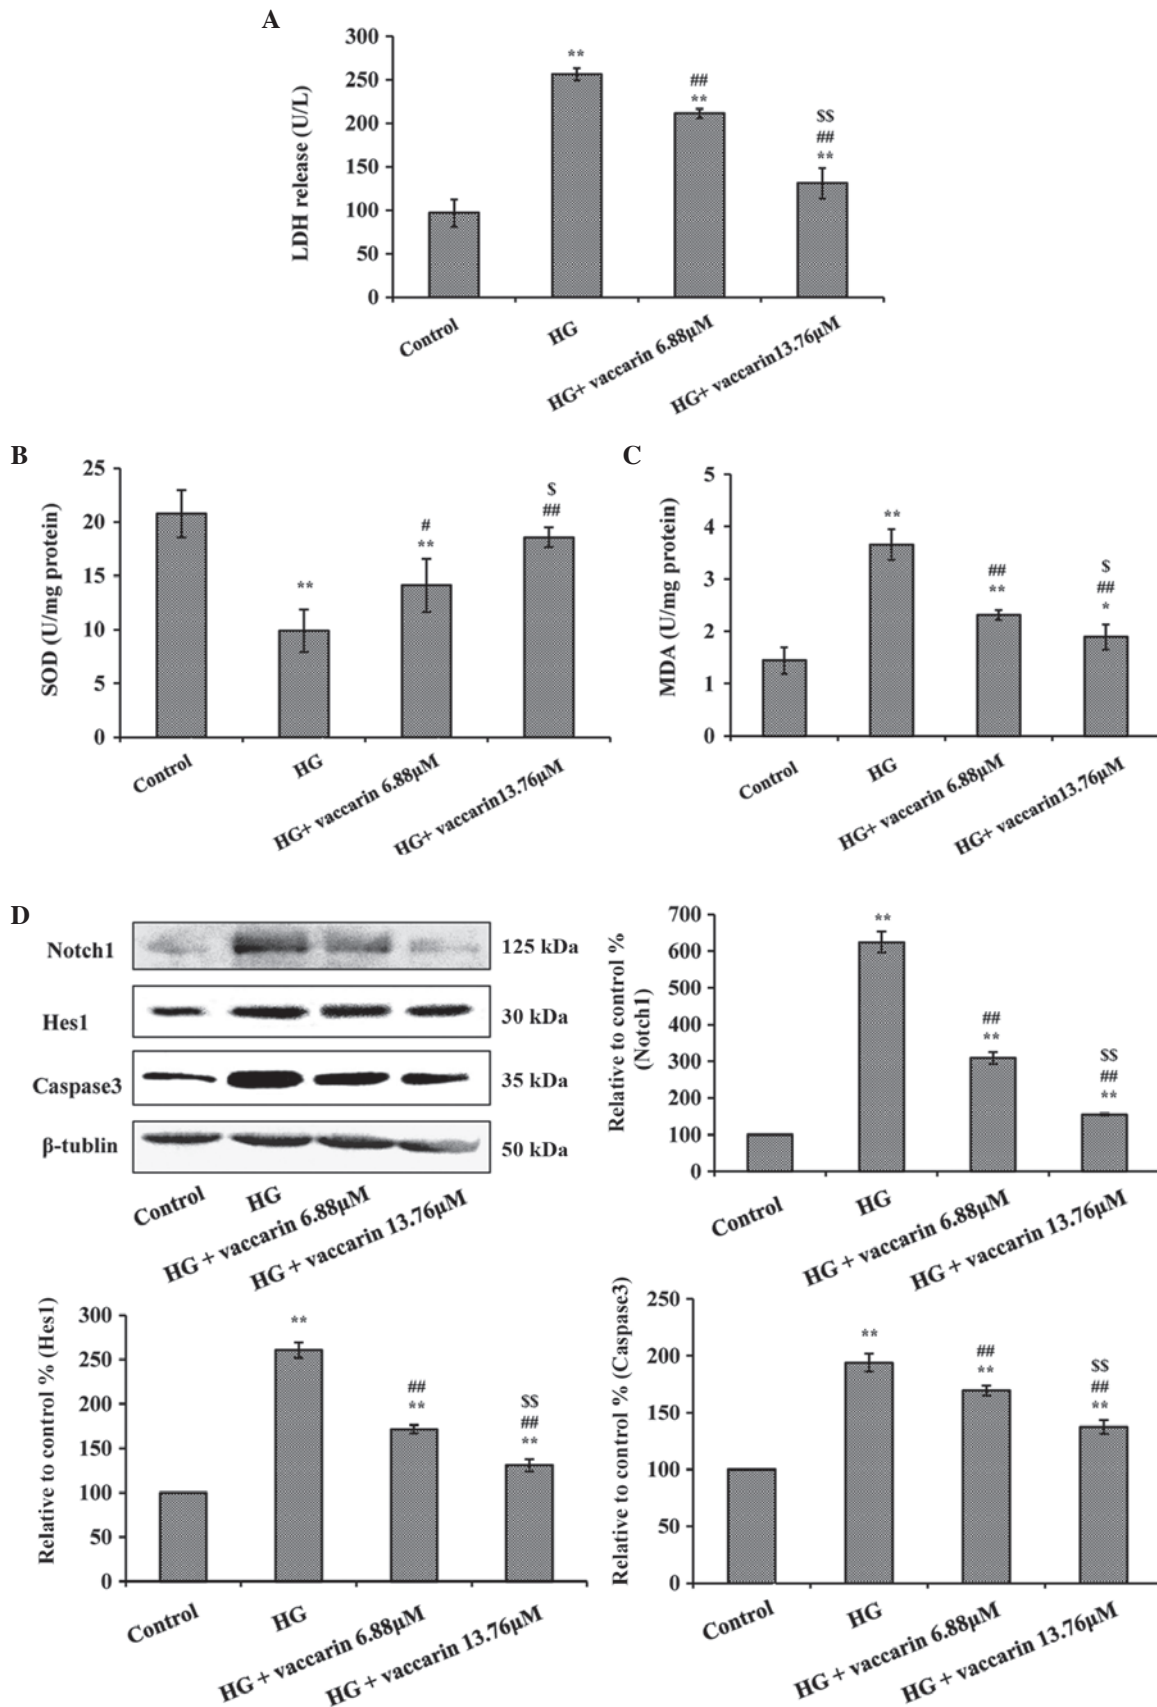 A
300
250
200
150
100
50
0
LDH release (U/L)
**
##
**
$$
##
**
Control
HG
HG+ vaccarin 6.88μM
HG+ vaccarin13.76μM
B
25
20
15
10
5
0
SOD (U/mg protein)
**
#
**
$
##
Control
HG
HG+ vaccarin 6.88μM
HG+ vaccarin13.76μM
C
5
4
3
2
1
0
MDA (U/mg protein)
**
##
**
$
##
*
Control
HG
HG+ vaccarin 6.88μM
HG+ vaccarin13.76μM
D
Notch1
125 kDa
Hes1
30 kDa
Caspase3
35 kDa
β-tublin
50 kDa
Control
HG
HG + vaccarin 6.88μM
HG + vaccarin 13.76μM
700
600
500
400
300
200
100
0
Relative to control %
(Notch1)
**
##
**
$$
##
**
Control
HG
HG + vaccarin 6.88μM
HG + vaccarin 13.76μM
300
250
200
150
100
50
0
Relative to control % (Hes1)
**
##
**
$$
##
**
Control
HG
HG + vaccarin 6.88μM
HG + vaccarin 13.76μM
250
200
150
100
50
0
Relative to control % (Caspase3)
**
##
**
$$
##
**
Control
HG
HG + vaccarin 6.88μM
HG + vaccarin 13.76μM